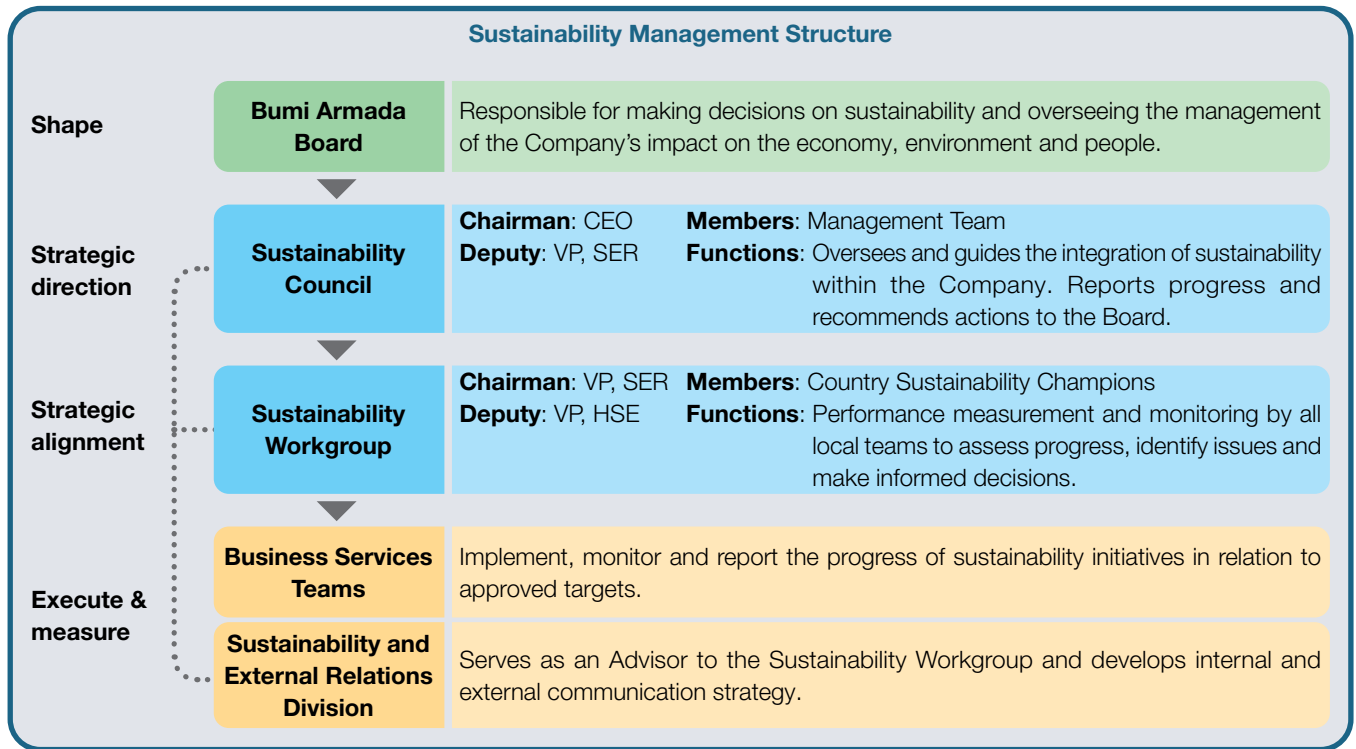 Sustainability Management Structure
Shape
Bumi Armada
Board
Responsible for making decisions on sustainability and overseeing the management
of the Company's impact on the economy, environment and people.
Strategic
direction
Sustainability
Council
Chairman: CEO
Deputy: VP, SER
Members: Management Team
Functions: Oversees and guides the integration of sustainability
within the Company. Reports progress and
recommends actions to the Board.
Strategic
alignment
Sustainability
Workgroup
Chairman: VP, SER
Deputy: VP, HSE
Members: Country Sustainability Champions
Functions: Performance measurement and monitoring by all
local teams to assess progress, identify issues and
make informed decisions.
Execute &
measure
Business Services
Teams
Implement, monitor and report the progress of sustainability initiatives in relation to
approved targets.
Sustainability and
External Relations
Division
Serves as an Advisor to the Sustainability Workgroup and develops internal and
external communication strategy.